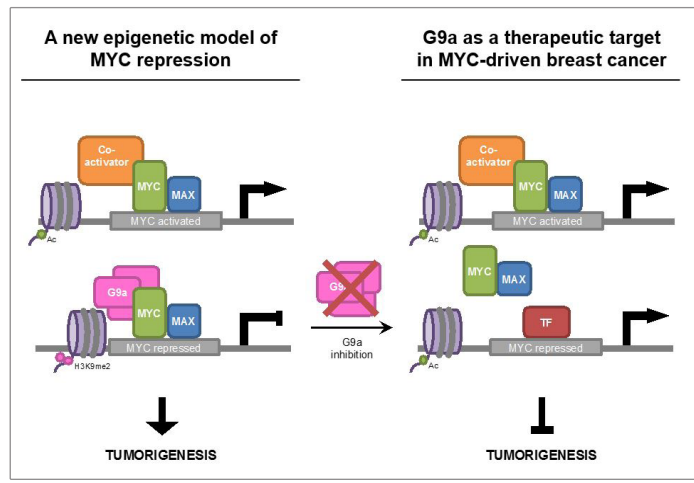 A new epigenetic model of
MYC repression
G9a as a therapeutic target
in MYC-driven breast cancer
Co-
activator
MYC
MAX
MYC activated
Ac
G9a
MYC
MAX
MYC repressed
H3K9me2
TUMORIGENESIS
G9a
G9a
inhibition
Co-
activator
MYC
MAX
MYC activated
Ac
MYC
MAX
TF
MYC repressed
Ac
TUMORIGENESIS